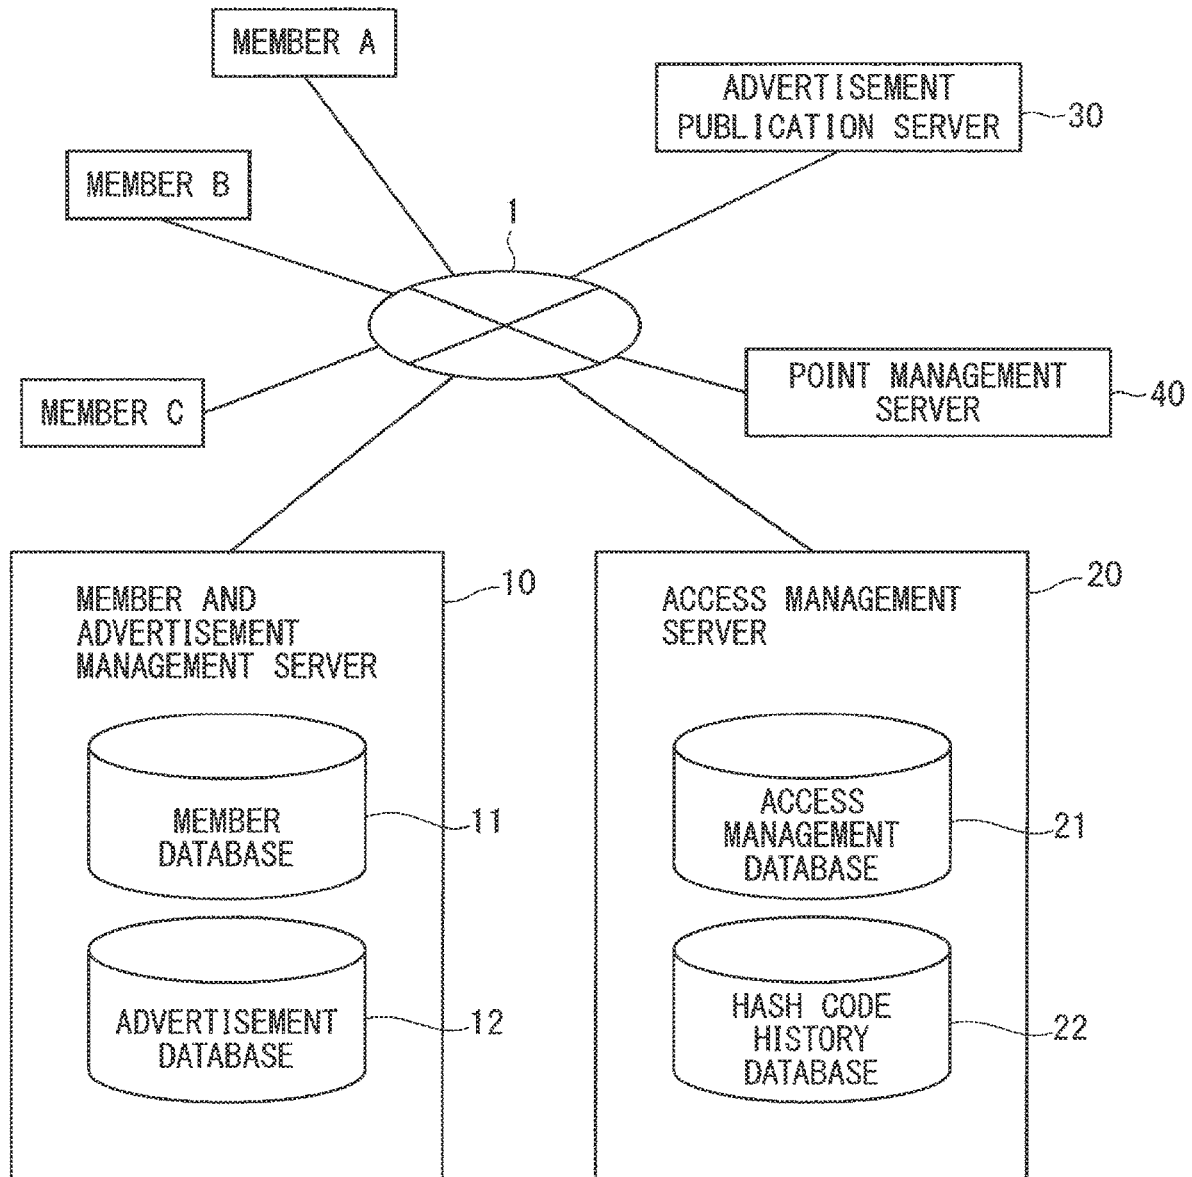 MEMBER A
ADVERTISEMENT
PUBLICATION SERVER
30
MEMBER B
1
POINT MANAGEMENT
SERVER
40
MEMBER C
MEMBER AND
ADVERTISEMENT
MANAGEMENT SERVER
10
ACCESS MANAGEMENT
SERVER
20
MEMBER
DATABASE
11
ACCESS
MANAGEMENT
DATABASE
21
ADVERTISEMENT
DATABASE
12
HASH CODE
HISTORY
DATABASE
22